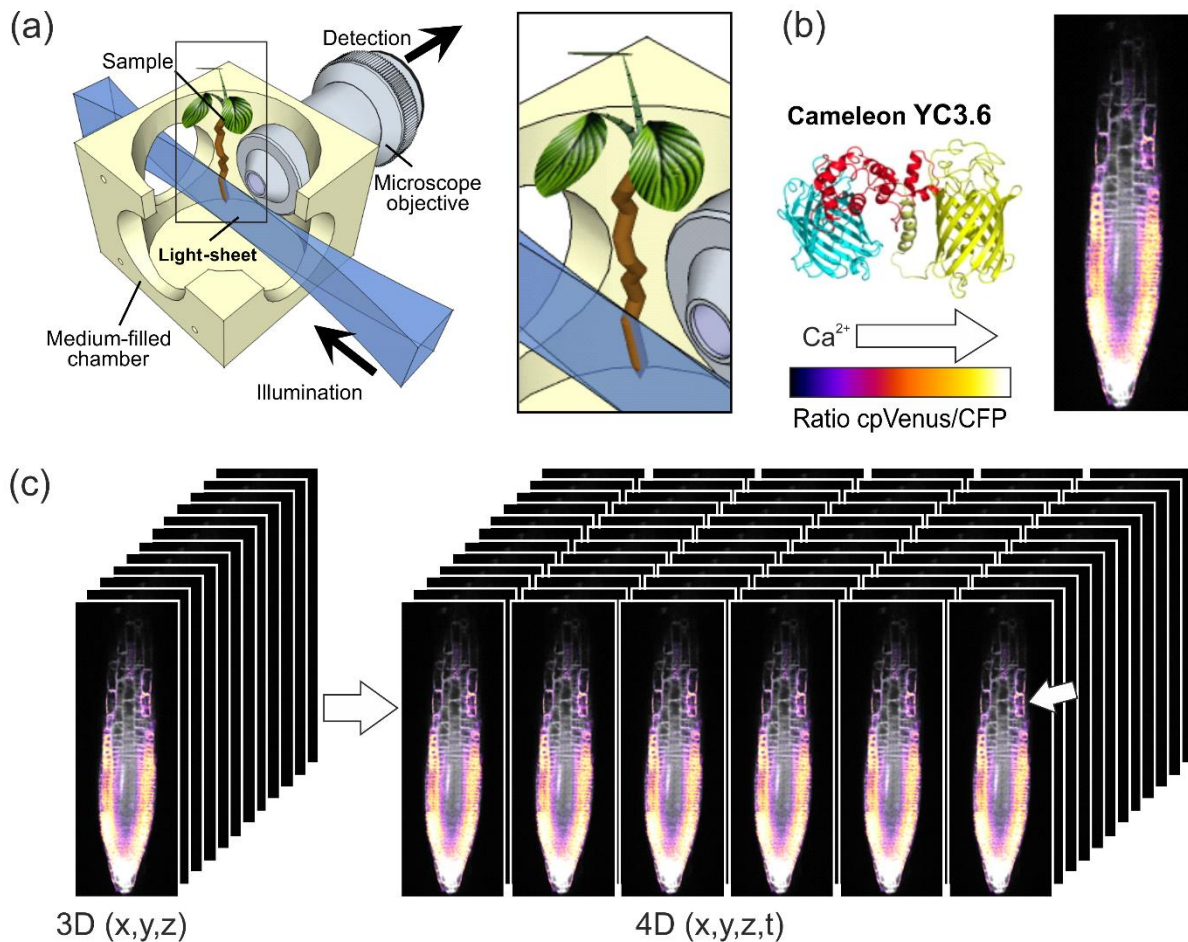 (a)
Detection
Sample
Microscope
objective
Light-sheet
Medium-filled
chamber
Illumination
(b)
Cameleon YC3.6
Ca²⁺
Ratio cpVenus/CFP
(c)
3D (x,y,z)
4D (x,y,z,t)